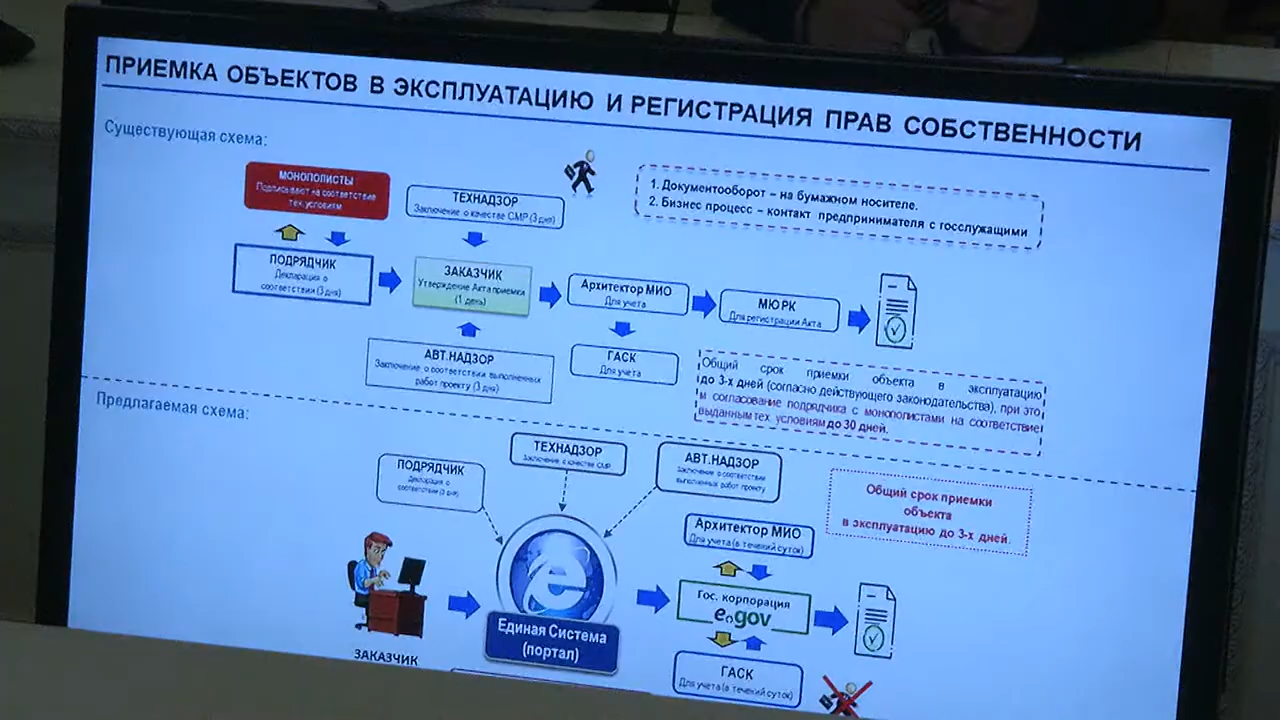 ПРИЕМКА ОБЪЕКТОВ В ЭКСПЛУАТАЦИЮ И РЕГИСТРАЦИЯ ПРАВ СОБСТВЕННОСТИ
Существующая схема:
МОНОПОЛИСТЫ
Подписывают на соответствие
тех.условиям
ТЕХНАДЗОР
Заключение о качестве СМР (3 дня)
1. Документооборот – на бумажном носителе.
2. Бизнес процесс – контакт предпринимателя с госслужащими
ПОДРЯДЧИК
Декларация о
соответствии (3 дня)
ЗАКАЗЧИК
Утверждение Акта приемки
(1 день)
Архитектор МИО
Для учета
МЮ РК
Для регистрации Акта
АВТ.НАДЗОР
Заключение о соответствии выполненных
работ проекту (3 дня)
ГАСК
Для учета
Общий срок приемки объекта в эксплуатацию
до 3-х дней (согласно действующего законодательства), при это
м согласование подрядчика с монополистами на соответствие
выданным тех. условиям до 30 дней.
Предлагаемая схема:
ПОДРЯДЧИК
Декларация о
соответствии (3 дня)
ТЕХНАДЗОР
Заключение о качестве СМР
АВТ.НАДЗОР
Заключение о соответствии
выполненных работ проекту
Общий срок приемки
объекта
в эксплуатацию до 3-х дней.
Архитектор МИО
Для учета (в течений суток)
Гос. корпорация
egov
Единая Система
(портал)
ЗАКАЗЧИК
ГАСК
Для учета (в течений суток)